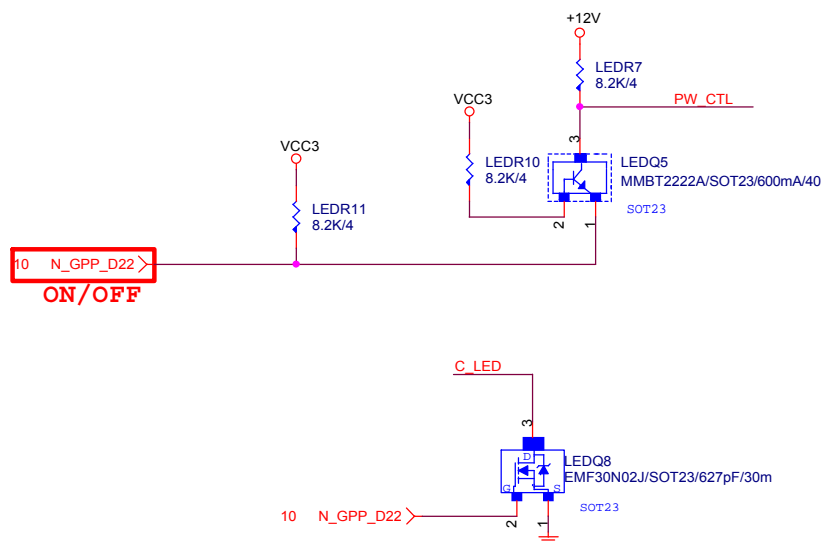 +12V
LEDR7
8.2K/4
PW_CTL
VCC3
3
LEDR10
8.2K/4
LEDQ5
MMBT2222A/SOT23/600mA/40
SOT23
VCC3
LEDR11
8.2K/4
2
1
10 N_GPP_D22
ON/OFF
C_LED
3
D
LEDQ8
EMF30N02J/SOT23/627pF/30m
G
S
SOT23
10 N_GPP_D22
2
1